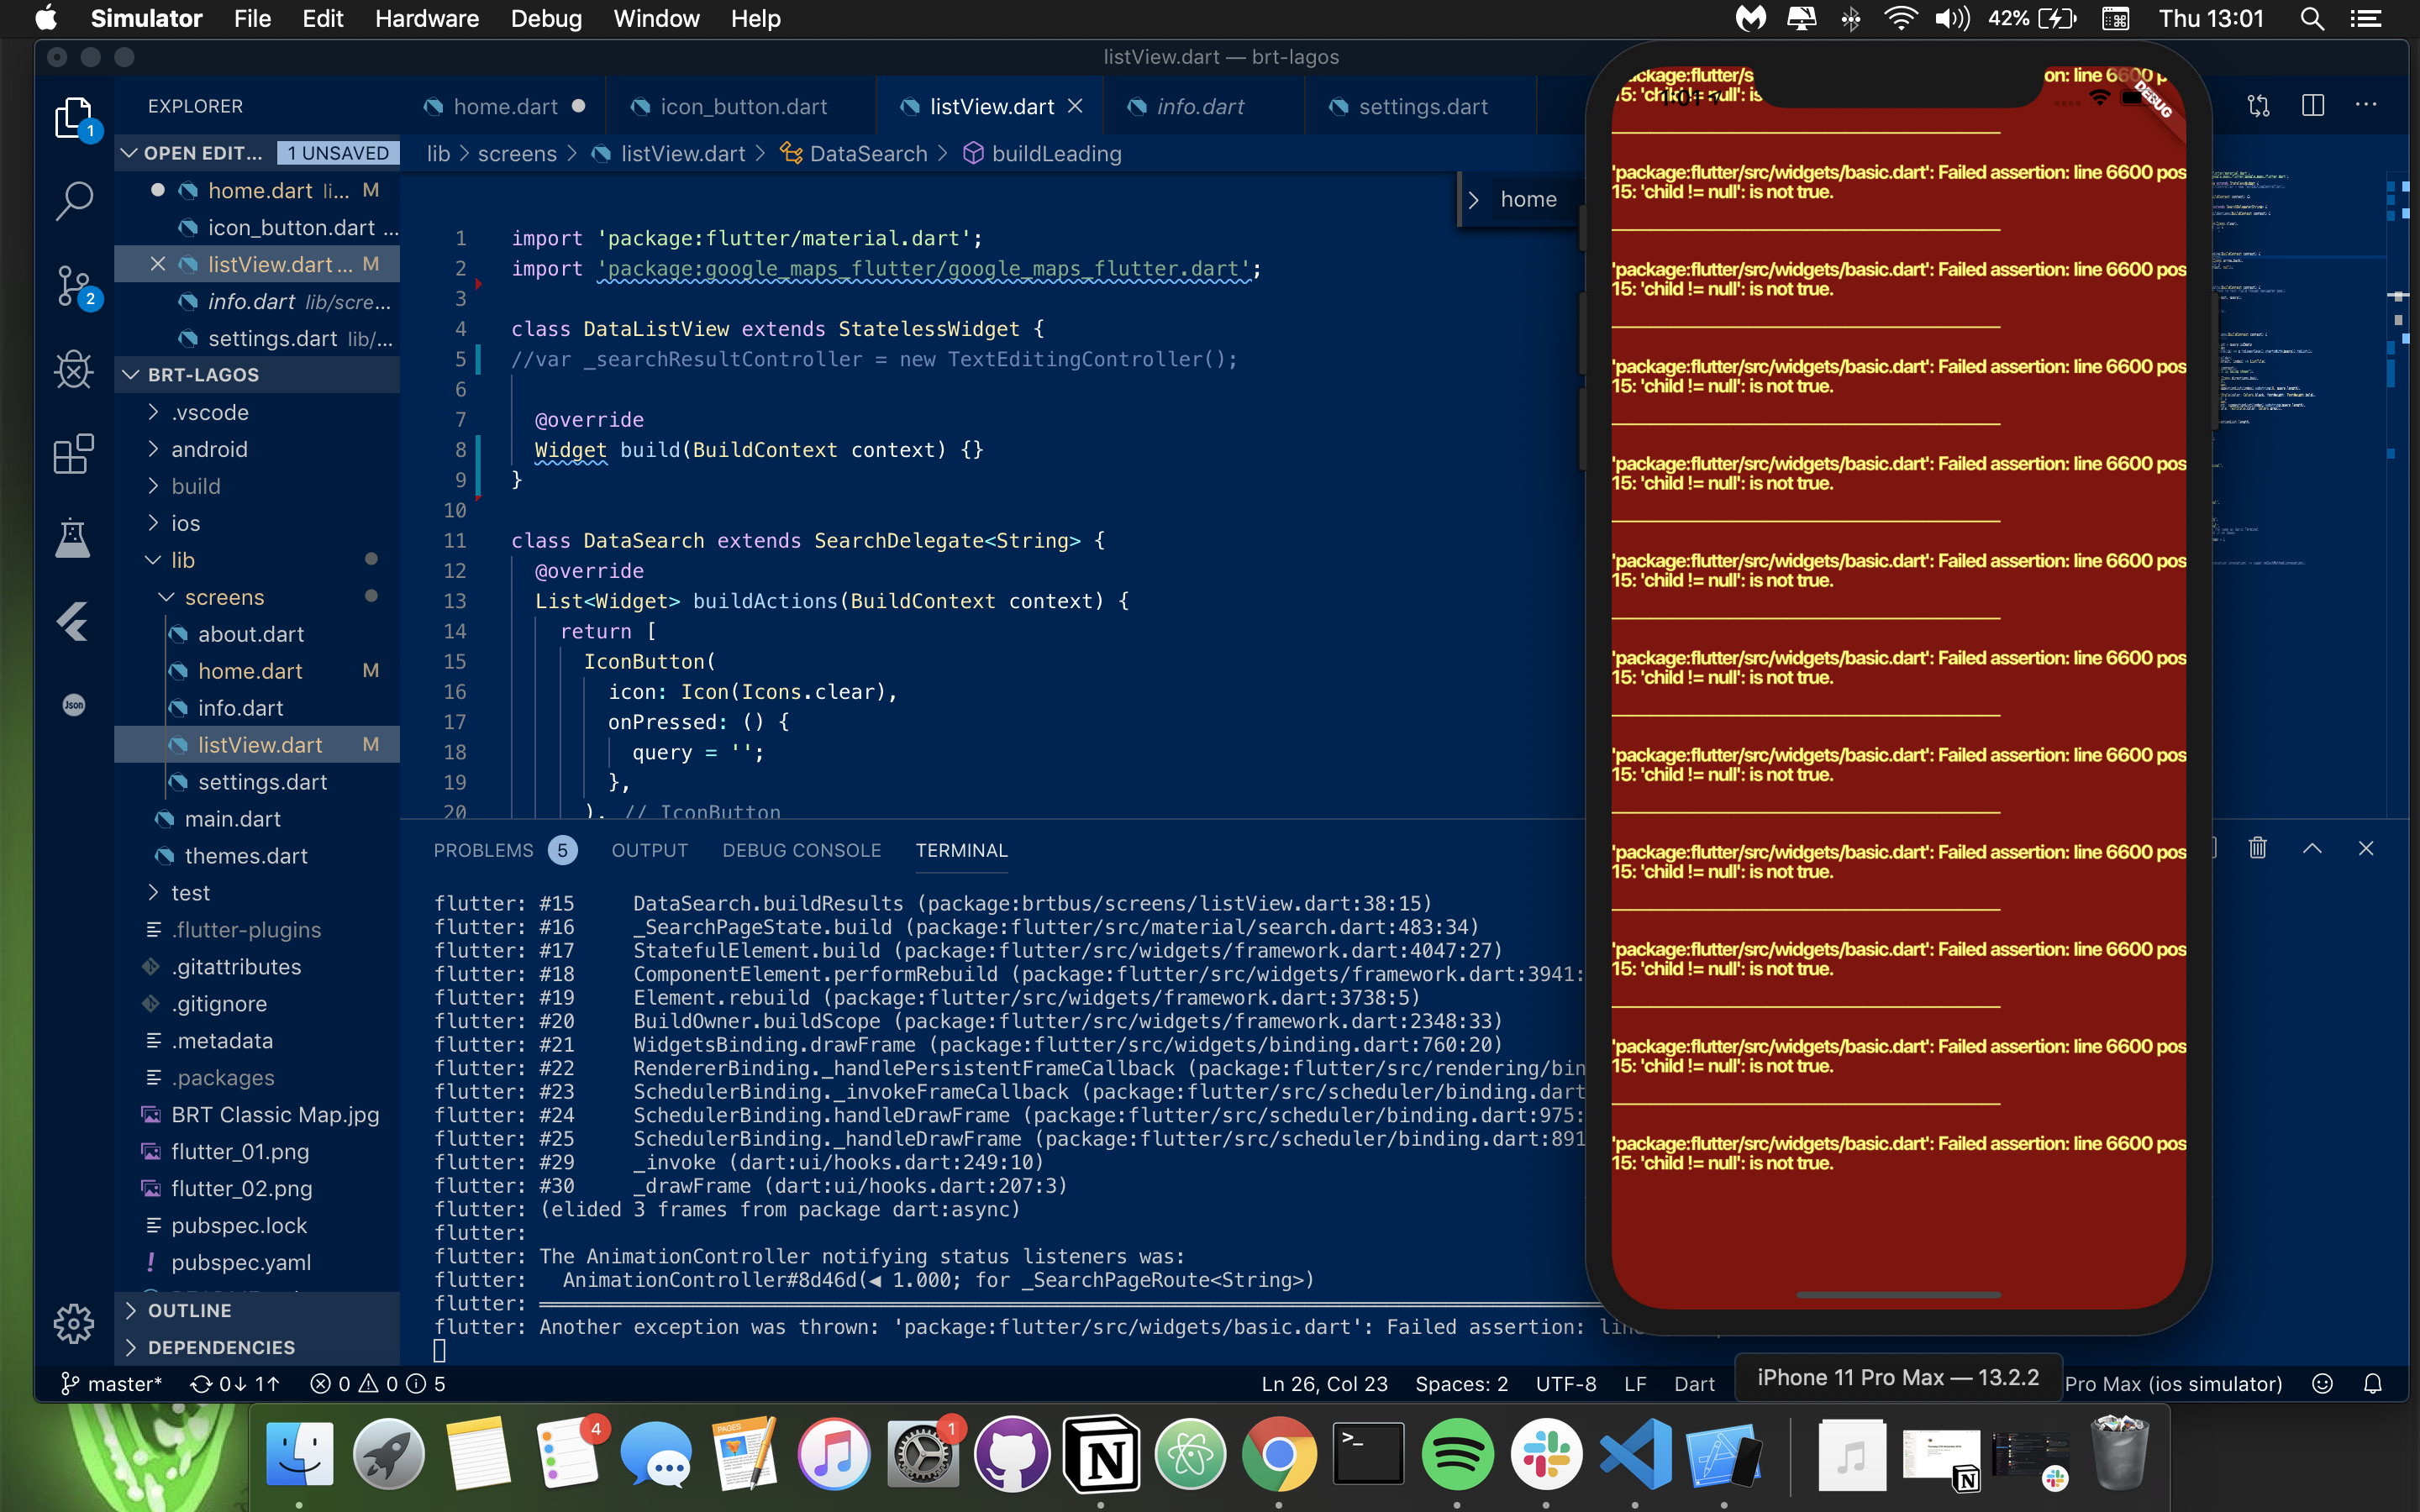 Simulator File Edit Hardware Debug Window Help 42% Thu 13:01
listView.dart — brt-lagos
EXPLORER
home.dart icon_button.dart listView.dart info.dart settings.dart
1
OPEN EDIT... 1 UNSAVED
lib > screens > listView.dart > DataSearch > buildLeading
home.dart li... M
icon_button.dart ...
listView.dart ... M
info.dart lib/scre...
settings.dart lib/...
2
BRT-LAGOS
.vscode
android
build
ios
lib
screens
about.dart
home.dart M
info.dart
listView.dart M
settings.dart
main.dart
themes.dart
test
.flutter-plugins
.gitattributes
.gitignore
.metadata
.packages
BRT Classic Map.jpg
flutter_01.png
flutter_02.png
pubspec.lock
pubspec.yaml
OUTLINE
DEPENDENCIES
Json
home
1 import 'package:flutter/material.dart';
2 import 'package:google_maps_flutter/google_maps_flutter.dart';
3
4 class DataListView extends StatelessWidget {
5 //var _searchResultController = new TextEditingController();
6
7 @override
8 Widget build(BuildContext context) {}
9 }
10
11 class DataSearch extends SearchDelegate<String> {
12 @override
13 List<Widget> buildActions(BuildContext context) {
14 return [
15 IconButton(
16 icon: Icon(Icons.clear),
17 onPressed: () {
18 query = '';
19 },
20 ), // IconButton
PROBLEMS 5 OUTPUT DEBUG CONSOLE TERMINAL
flutter: #15 DataSearch.buildResults (package:brtbus/screens/listView.dart:38:15)
flutter: #16 _SearchPageState.build (package:flutter/src/material/search.dart:483:34)
flutter: #17 StatefulElement.build (package:flutter/src/widgets/framework.dart:4047:27)
flutter: #18 ComponentElement.performRebuild (package:flutter/src/widgets/framework.dart:3941:
flutter: #19 Element.rebuild (package:flutter/src/widgets/framework.dart:3738:5)
flutter: #20 BuildOwner.buildScope (package:flutter/src/widgets/framework.dart:2348:33)
flutter: #21 WidgetsBinding.drawFrame (package:flutter/src/widgets/binding.dart:760:20)
flutter: #22 RendererBinding._handlePersistentFrameCallback (package:flutter/src/rendering/bin
flutter: #23 SchedulerBinding._invokeFrameCallback (package:flutter/src/scheduler/binding.dart
flutter: #24 SchedulerBinding.handleDrawFrame (package:flutter/src/scheduler/binding.dart:975:
flutter: #25 SchedulerBinding._handleDrawFrame (package:flutter/src/scheduler/binding.dart:891
flutter: #29 _invoke (dart:ui/hooks.dart:249:10)
flutter: #30 _drawFrame (dart:ui/hooks.dart:207:3)
flutter: (elided 3 frames from package dart:async)
flutter:
flutter: The AnimationController notifying status listeners was:
flutter: AnimationController#8d46d(◀ 1.000; for _SearchPageRoute<String>)
flutter: ═══════════════════════════════════════════
flutter: Another exception was thrown: 'package:flutter/src/widgets/basic.dart': Failed assertion:
'package:flutter/s on: line 6600 p
15: 'child != null': is
1:01
DEBUG
'package:flutter/src/widgets/basic.dart': Failed assertion: line 6600 pos
15: 'child != null': is not true.
'package:flutter/src/widgets/basic.dart': Failed assertion: line 6600 pos
15: 'child != null': is not true.
'package:flutter/src/widgets/basic.dart': Failed assertion: line 6600 pos
15: 'child != null': is not true.
'package:flutter/src/widgets/basic.dart': Failed assertion: line 6600 pos
15: 'child != null': is not true.
'package:flutter/src/widgets/basic.dart': Failed assertion: line 6600 pos
15: 'child != null': is not true.
'package:flutter/src/widgets/basic.dart': Failed assertion: line 6600 pos
15: 'child != null': is not true.
'package:flutter/src/widgets/basic.dart': Failed assertion: line 6600 pos
15: 'child != null': is not true.
'package:flutter/src/widgets/basic.dart': Failed assertion: line 6600 pos
15: 'child != null': is not true.
'package:flutter/src/widgets/basic.dart': Failed assertion: line 6600 pos
15: 'child != null': is not true.
'package:flutter/src/widgets/basic.dart': Failed assertion: line 6600 pos
15: 'child != null': is not true.
'package:flutter/src/widgets/basic.dart': Failed assertion: line 6600 pos
15: 'child != null': is not true.
master* 0↓ 1↑ 0 0 5 Ln 26, Col 23 Spaces: 2 UTF-8 LF Dart Pro Max (ios simulator)
iPhone 11 Pro Max — 13.2.2
4
PAGES
1